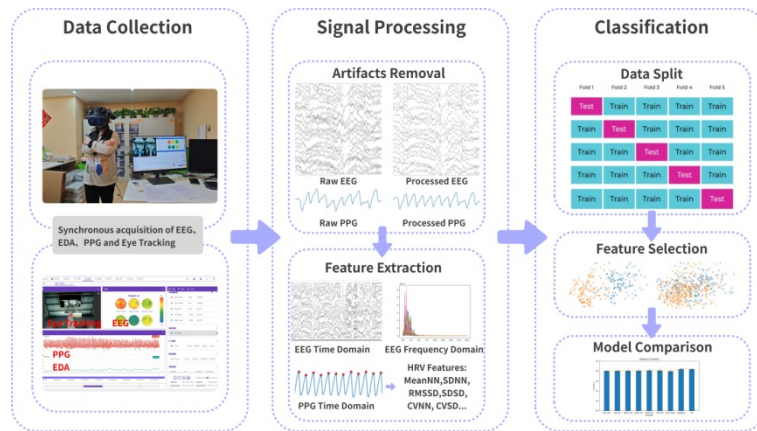 Data Collection
Synchronous acquisition of EEG、
EDA、PPG and Eye Tracking
EEG
PPG
EDA
Signal Processing
Artifacts Removal
Raw EEG
Processed EEG
Raw PPG
Processed PPG
Feature Extraction
EEG Time Domain
EEG Frequency Domain
PPG Time Domain
HRV Features:
MeanNN,SDNN,
RMSSD,SDSD,
CVNN, CVSD...
Classification
Data Split
Fold 1 Fold 2 Fold 3 Fold 4 Fold 5
Test Train Train Train Train
Train Test Train Train Train
Train Train Test Train Train
Train Train Train Test Train
Train Train Train Train Test
Feature Selection
Model Comparison